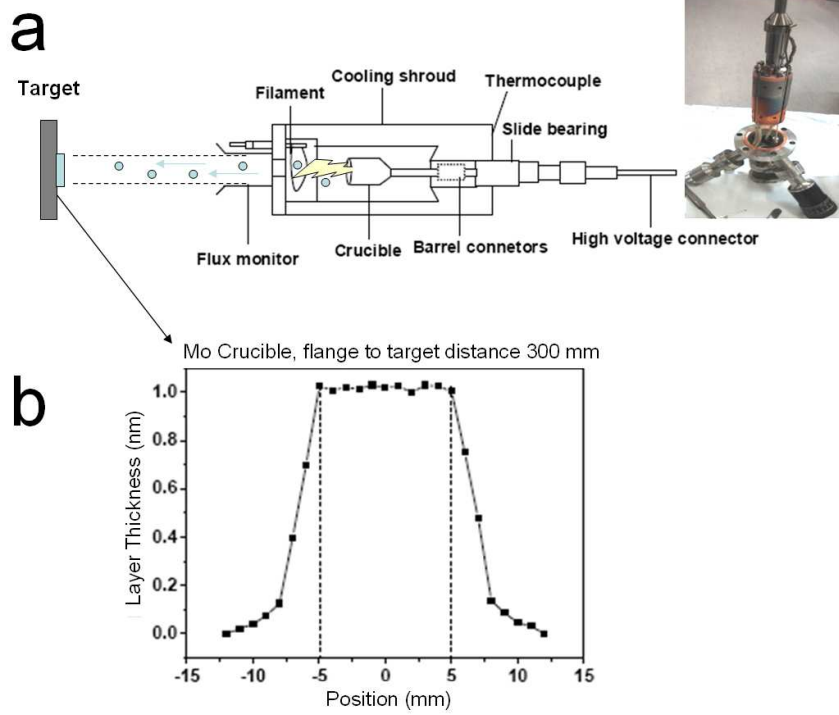 a
Target
Filament
Cooling shroud
Thermocouple
Slide bearing
Flux monitor
Crucible
Barrel connetors
High voltage connector
b
Mo Crucible, flange to target distance 300 mm
Layer Thickness (nm)
1.0
0.8
0.6
0.4
0.2
0.0
-15
-10
-5
0
5
10
15
Position (mm)